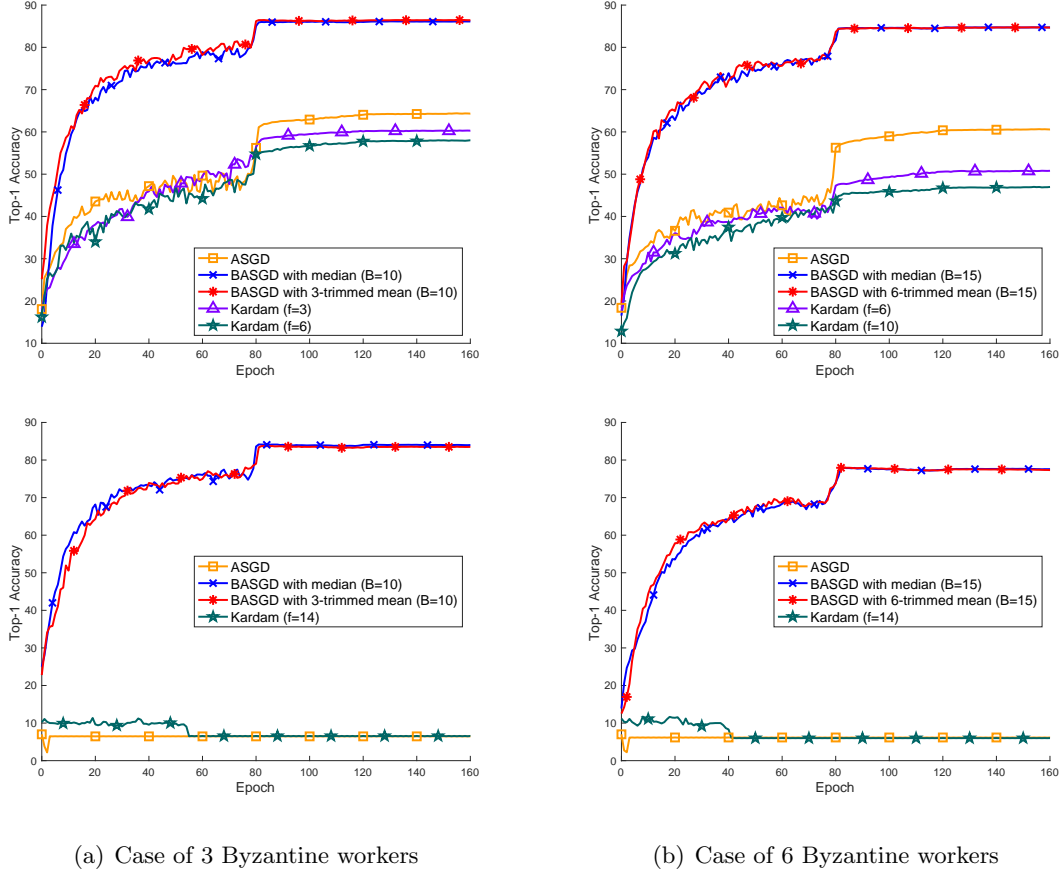 90
80
70
60
50
40
30
20
10
0 20 40 60 80 100 120 140 160
Top-1 Accuracy
Epoch
ASGD
BASGD with median (B=10)
BASGD with 3-trimmed mean (B=10)
Kardam (f=3)
Kardam (f=6)
90
80
70
60
50
40
30
20
10
0 20 40 60 80 100 120 140 160
Top-1 Accuracy
Epoch
ASGD
BASGD with median (B=15)
BASGD with 6-trimmed mean (B=15)
Kardam (f=6)
Kardam (f=10)
90
80
70
60
50
40
30
20
10
0
0 20 40 60 80 100 120 140 160
Top-1 Accuracy
Epoch
ASGD
BASGD with median (B=10)
BASGD with 3-trimmed mean (B=10)
Kardam (f=14)
90
80
70
60
50
40
30
20
10
0
0 20 40 60 80 100 120 140 160
Top-1 Accuracy
Epoch
ASGD
BASGD with median (B=15)
BASGD with 6-trimmed mean (B=15)
Kardam (f=14)
(a) Case of 3 Byzantine workers
(b) Case of 6 Byzantine workers